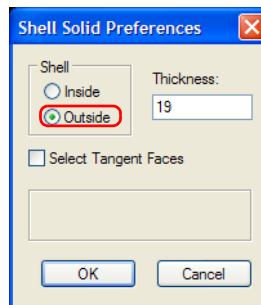 Shell Solid Preferences
Shell
Inside
Outside
Thickness:
19
Select Tangent Faces
OK
Cancel